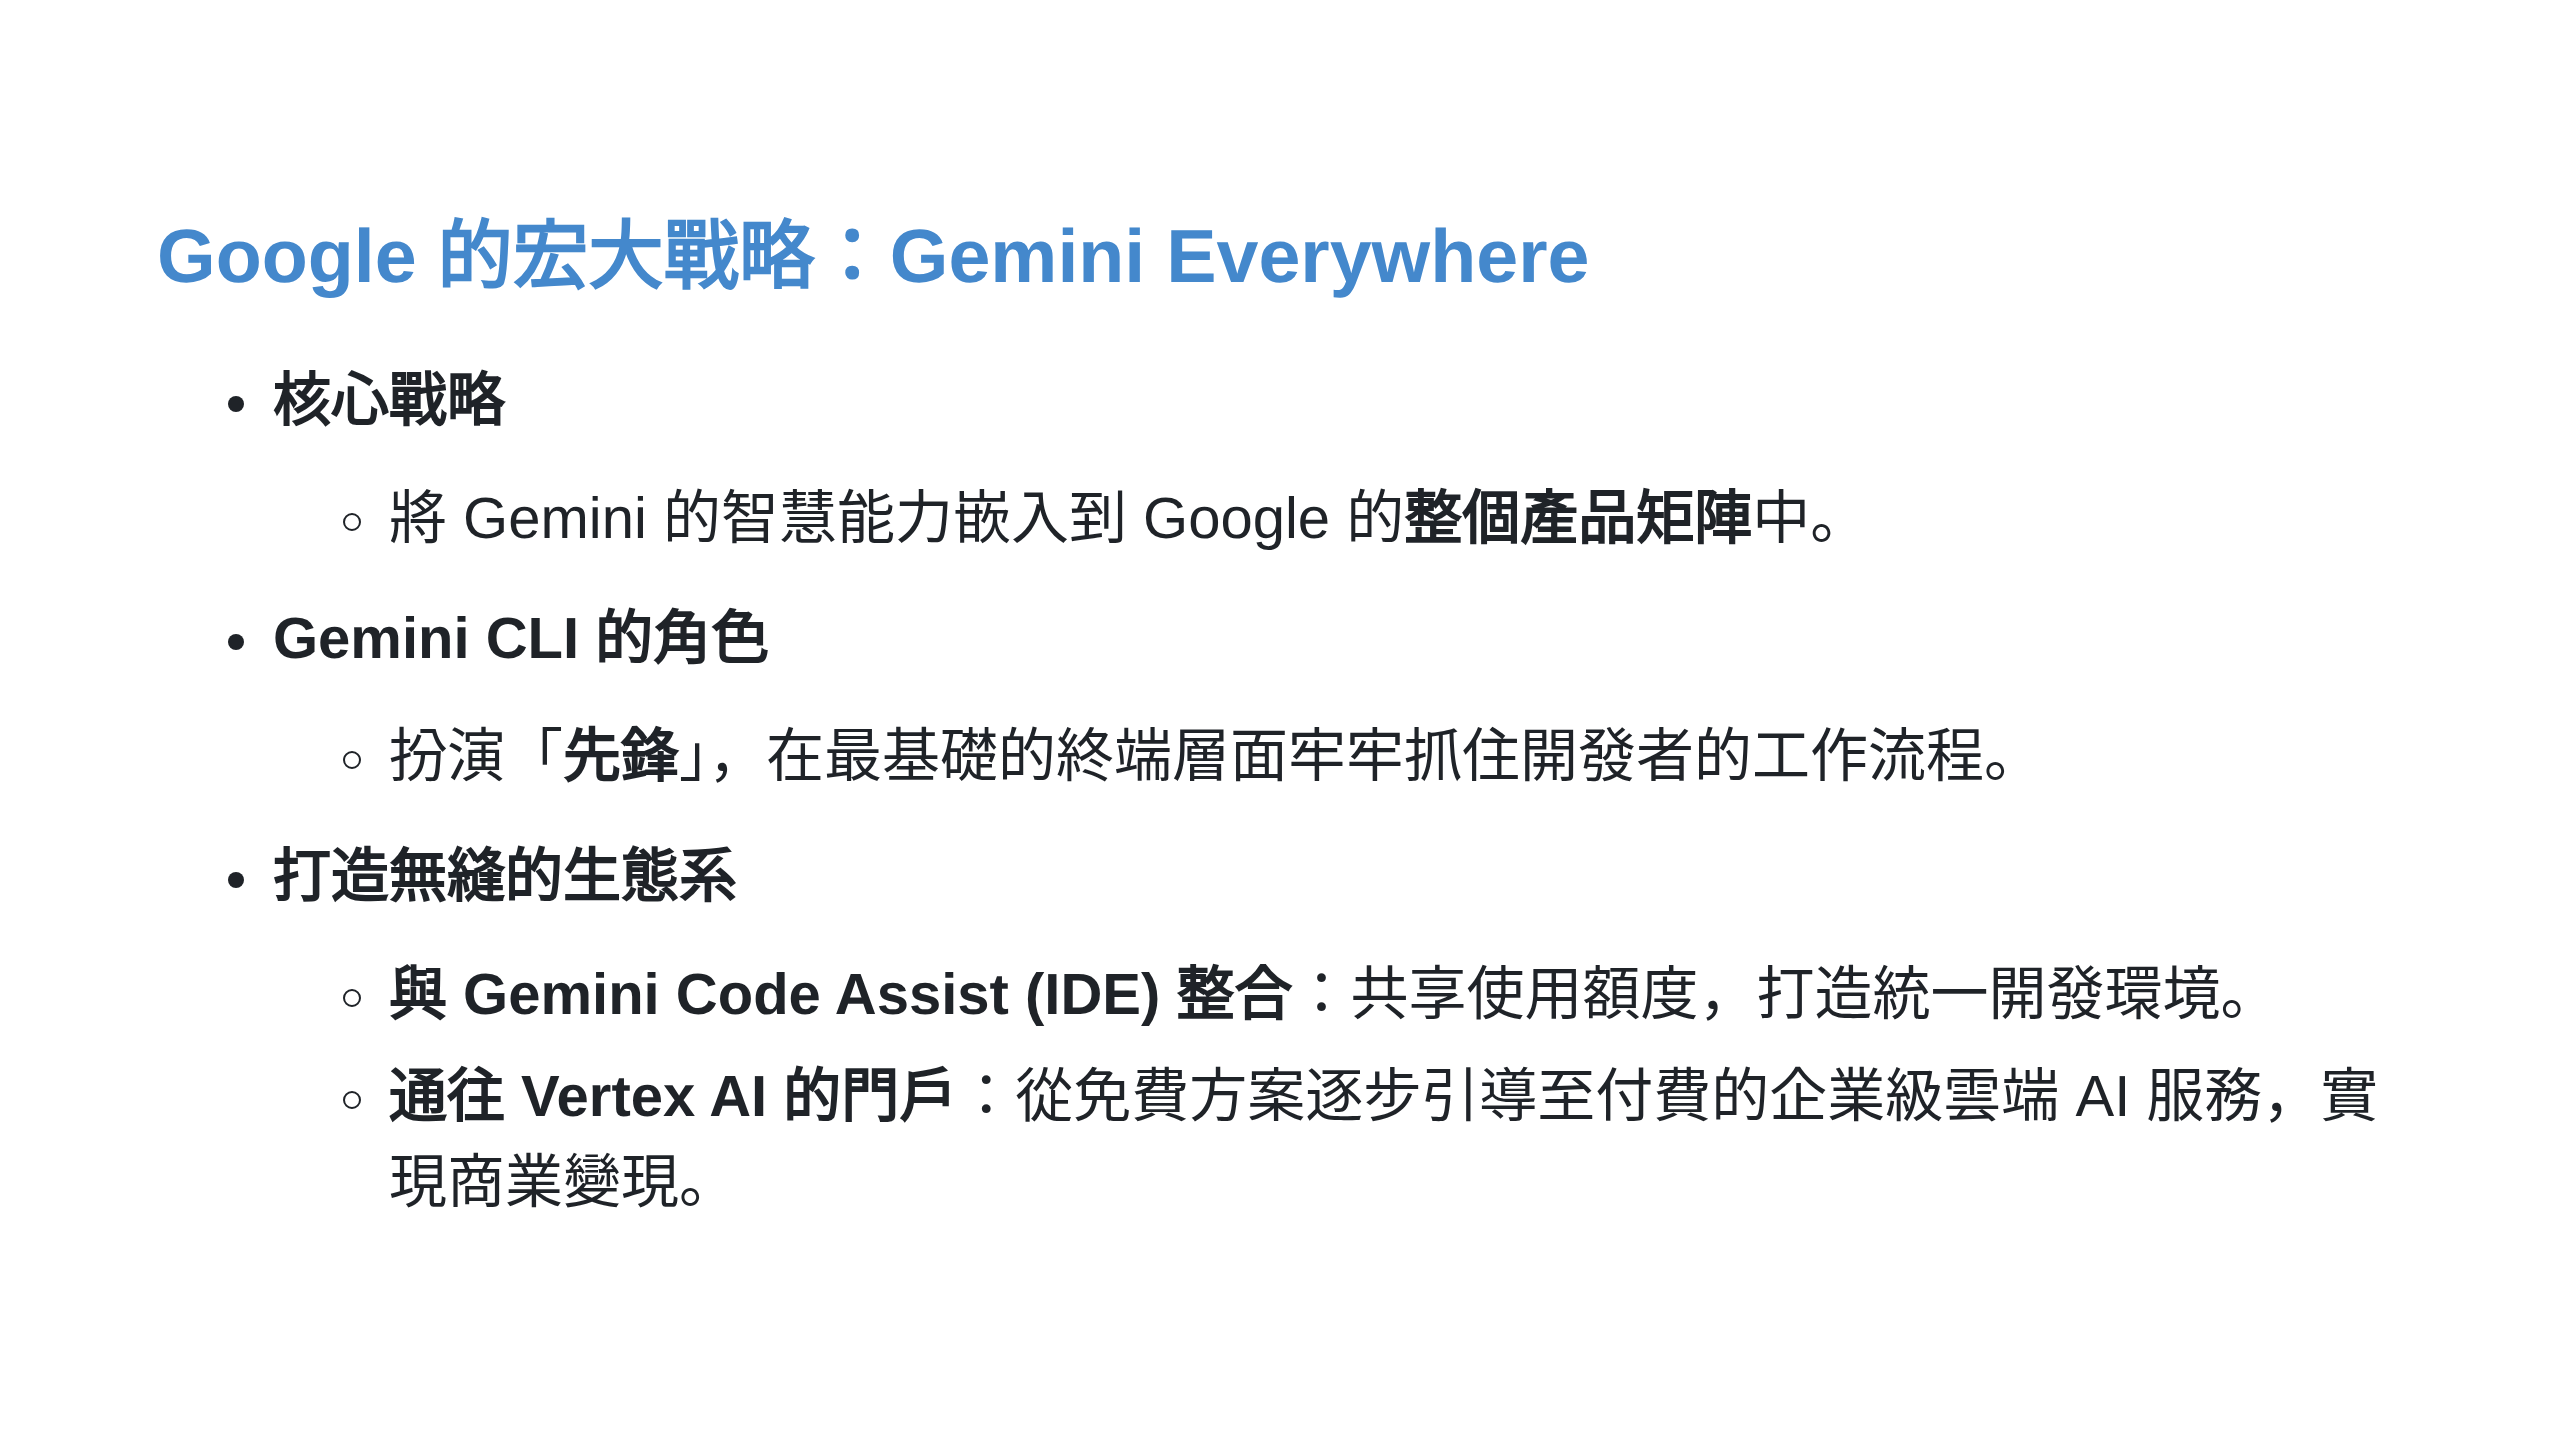 Google 的宏大戰略：Gemini Everywhere
• 核心戰略
◦ 將 Gemini 的智慧能力嵌入到 Google 的整個產品矩陣中。
• Gemini CLI 的角色
◦ 扮演「先鋒」，在最基礎的終端層面牢牢抓住開發者的工作流程。
• 打造無縫的生態系
◦ 與 Gemini Code Assist (IDE) 整合：共享使用額度，打造統一開發環境。
◦ 通往 Vertex AI 的門戶：從免費方案逐步引導至付費的企業級雲端 AI 服務，實
現商業變現。